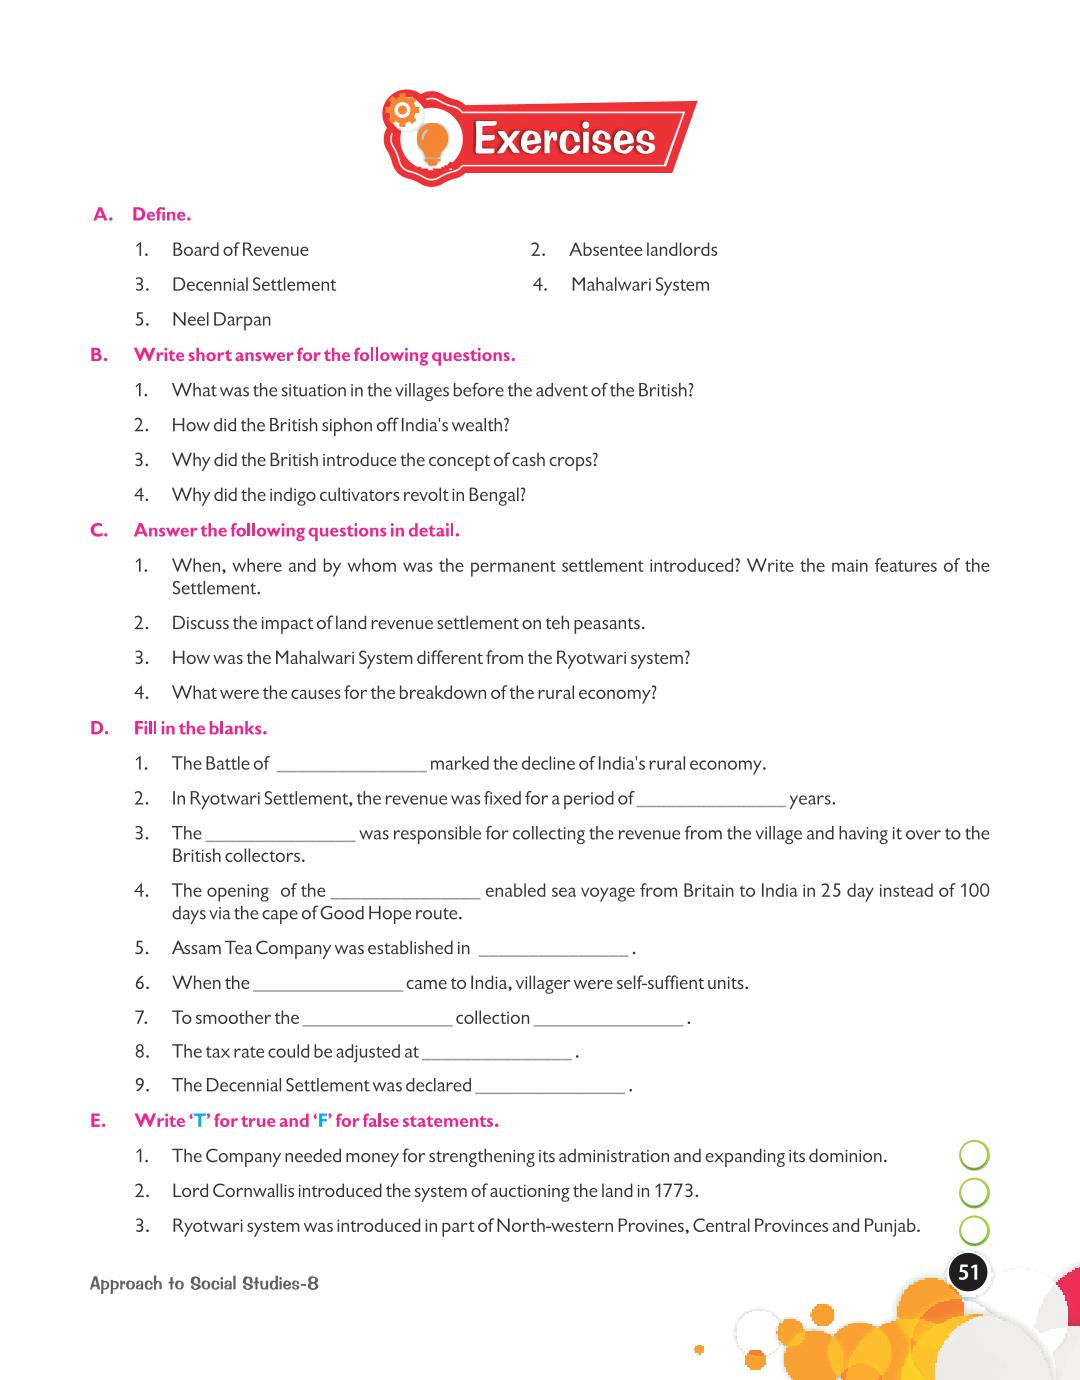 Exercises
A. Define.
1. Board of Revenue 2. Absentee landlords
3. Decennial Settlement 4. Mahalwari System
5. Neel Darpan
B. Write short answer for the following questions.
1. What was the situation in the villages before the advent of the British?
2. How did the British siphon off India's wealth?
3. Why did the British introduce the concept of cash crops?
4. Why did the indigo cultivators revolt in Bengal?
C. Answer the following questions in detail.
1. When, where and by whom was the permanent settlement introduced? Write the main features of the
Settlement.
2. Discuss the impact of land revenue settlement on teh peasants.
3. How was the Mahalwari System different from the Ryotwari system?
4. What were the causes for the breakdown of the rural economy?
D. Fill in the blanks.
1. The Battle of _______________ marked the decline of India's rural economy.
2. In Ryotwari Settlement, the revenue was fixed for a period of _______________ years.
3. The _______________ was responsible for collecting the revenue from the village and having it over to the
British collectors.
4. The opening of the _______________ enabled sea voyage from Britain to India in 25 day instead of 100
days via the cape of Good Hope route.
5. Assam Tea Company was established in _______________ .
6. When the _______________ came to India, villager were self-suffient units.
7. To smoother the _______________ collection _______________ .
8. The tax rate could be adjusted at _______________ .
9. The Decennial Settlement was declared _______________ .
E. Write ‘T’ for true and ‘F’ for false statements.
1. The Company needed money for strengthening its administration and expanding its dominion.
2. Lord Cornwallis introduced the system of auctioning the land in 1773.
3. Ryotwari system was introduced in part of North-western Provines, Central Provinces and Punjab.
Approach to Social Studies-8
51